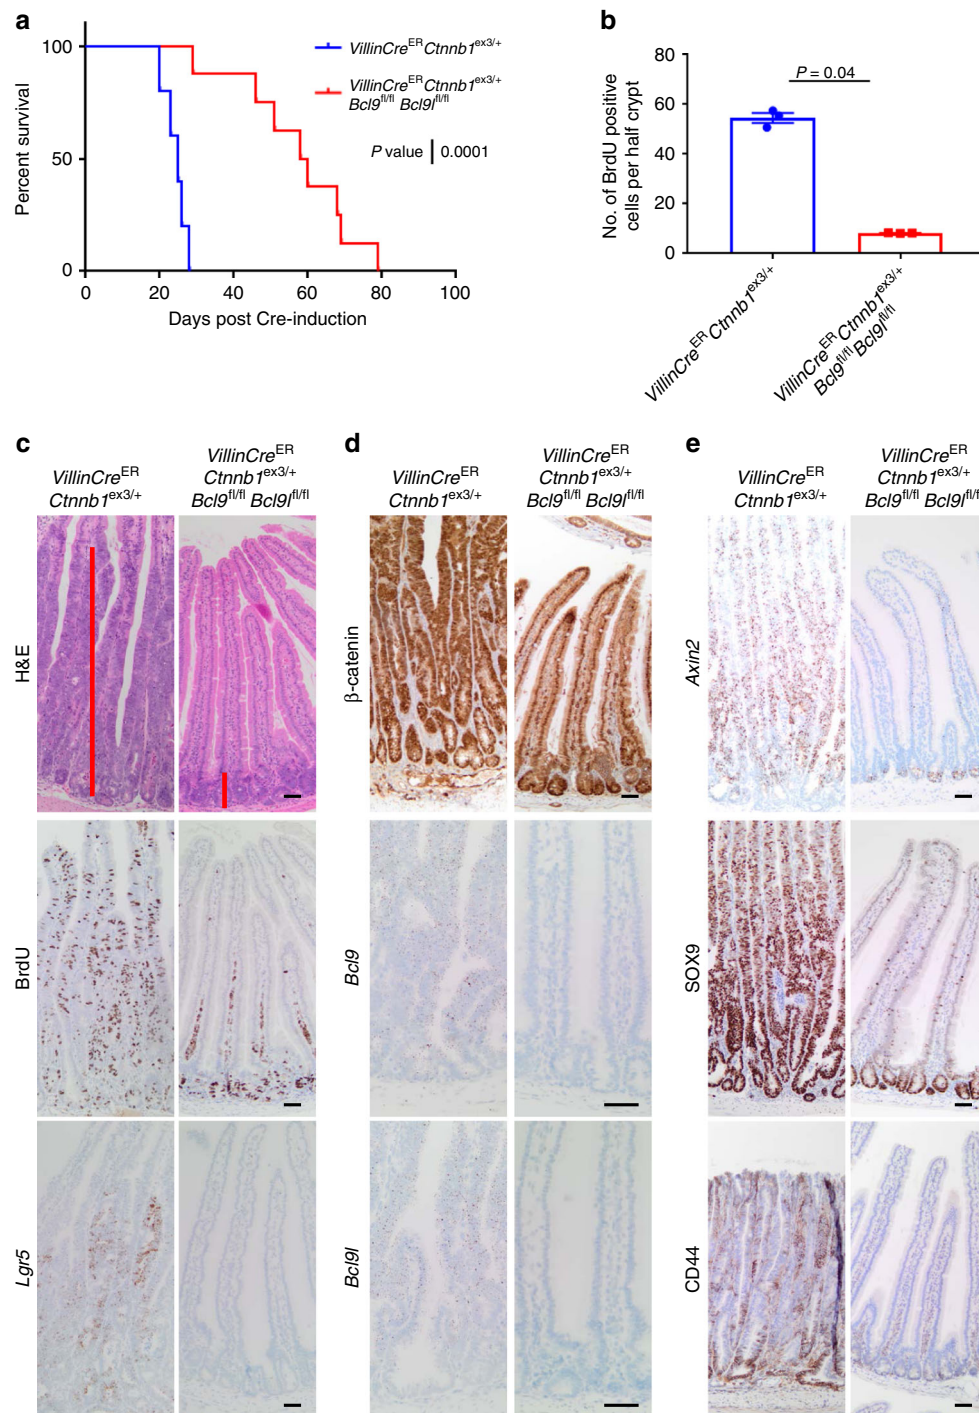 a
100
50
0
Percent survival
0 20 40 60 80 100
Days post Cre-induction
VillinCreᴱᴿCtnnb1ᵉˣ³/⁺
VillinCreᴱᴿCtnnb1ᵉˣ³/⁺
Bcl9ᶠˡ/ᶠˡ Bcl9lᶠˡ/ᶠˡ
P value | 0.0001
b
80
60
40
20
0
No. of BrdU positive
cells per half crypt
P = 0.04
VillinCreᴱᴿCtnnb1ᵉˣ³/⁺
VillinCreᴱᴿCtnnb1ᵉˣ³/⁺
Bcl9ᶠˡ/ᶠˡBcl9lᶠˡ/ᶠˡ
c
VillinCreᴱᴿ
Ctnnb1ᵉˣ³/⁺
VillinCreᴱᴿ
Ctnnb1ᵉˣ³/⁺
Bcl9ᶠˡ/ᶠˡ Bcl9lᶠˡ/ᶠˡ
H&E
BrdU
Lgr5
d
VillinCreᴱᴿ
Ctnnb1ᵉˣ³/⁺
VillinCreᴱᴿ
Ctnnb1ᵉˣ³/⁺
Bcl9ᶠˡ/ᶠˡ Bcl9lᶠˡ/ᶠˡ
β-catenin
Bcl9
Bcl9l
e
VillinCreᴱᴿ
Ctnnb1ᵉˣ³/⁺
VillinCreᴱᴿ
Ctnnb1ᵉˣ³/⁺
Bcl9ᶠˡ/ᶠˡ Bcl9lᶠˡ/ᶠˡ
Axin2
SOX9
CD44